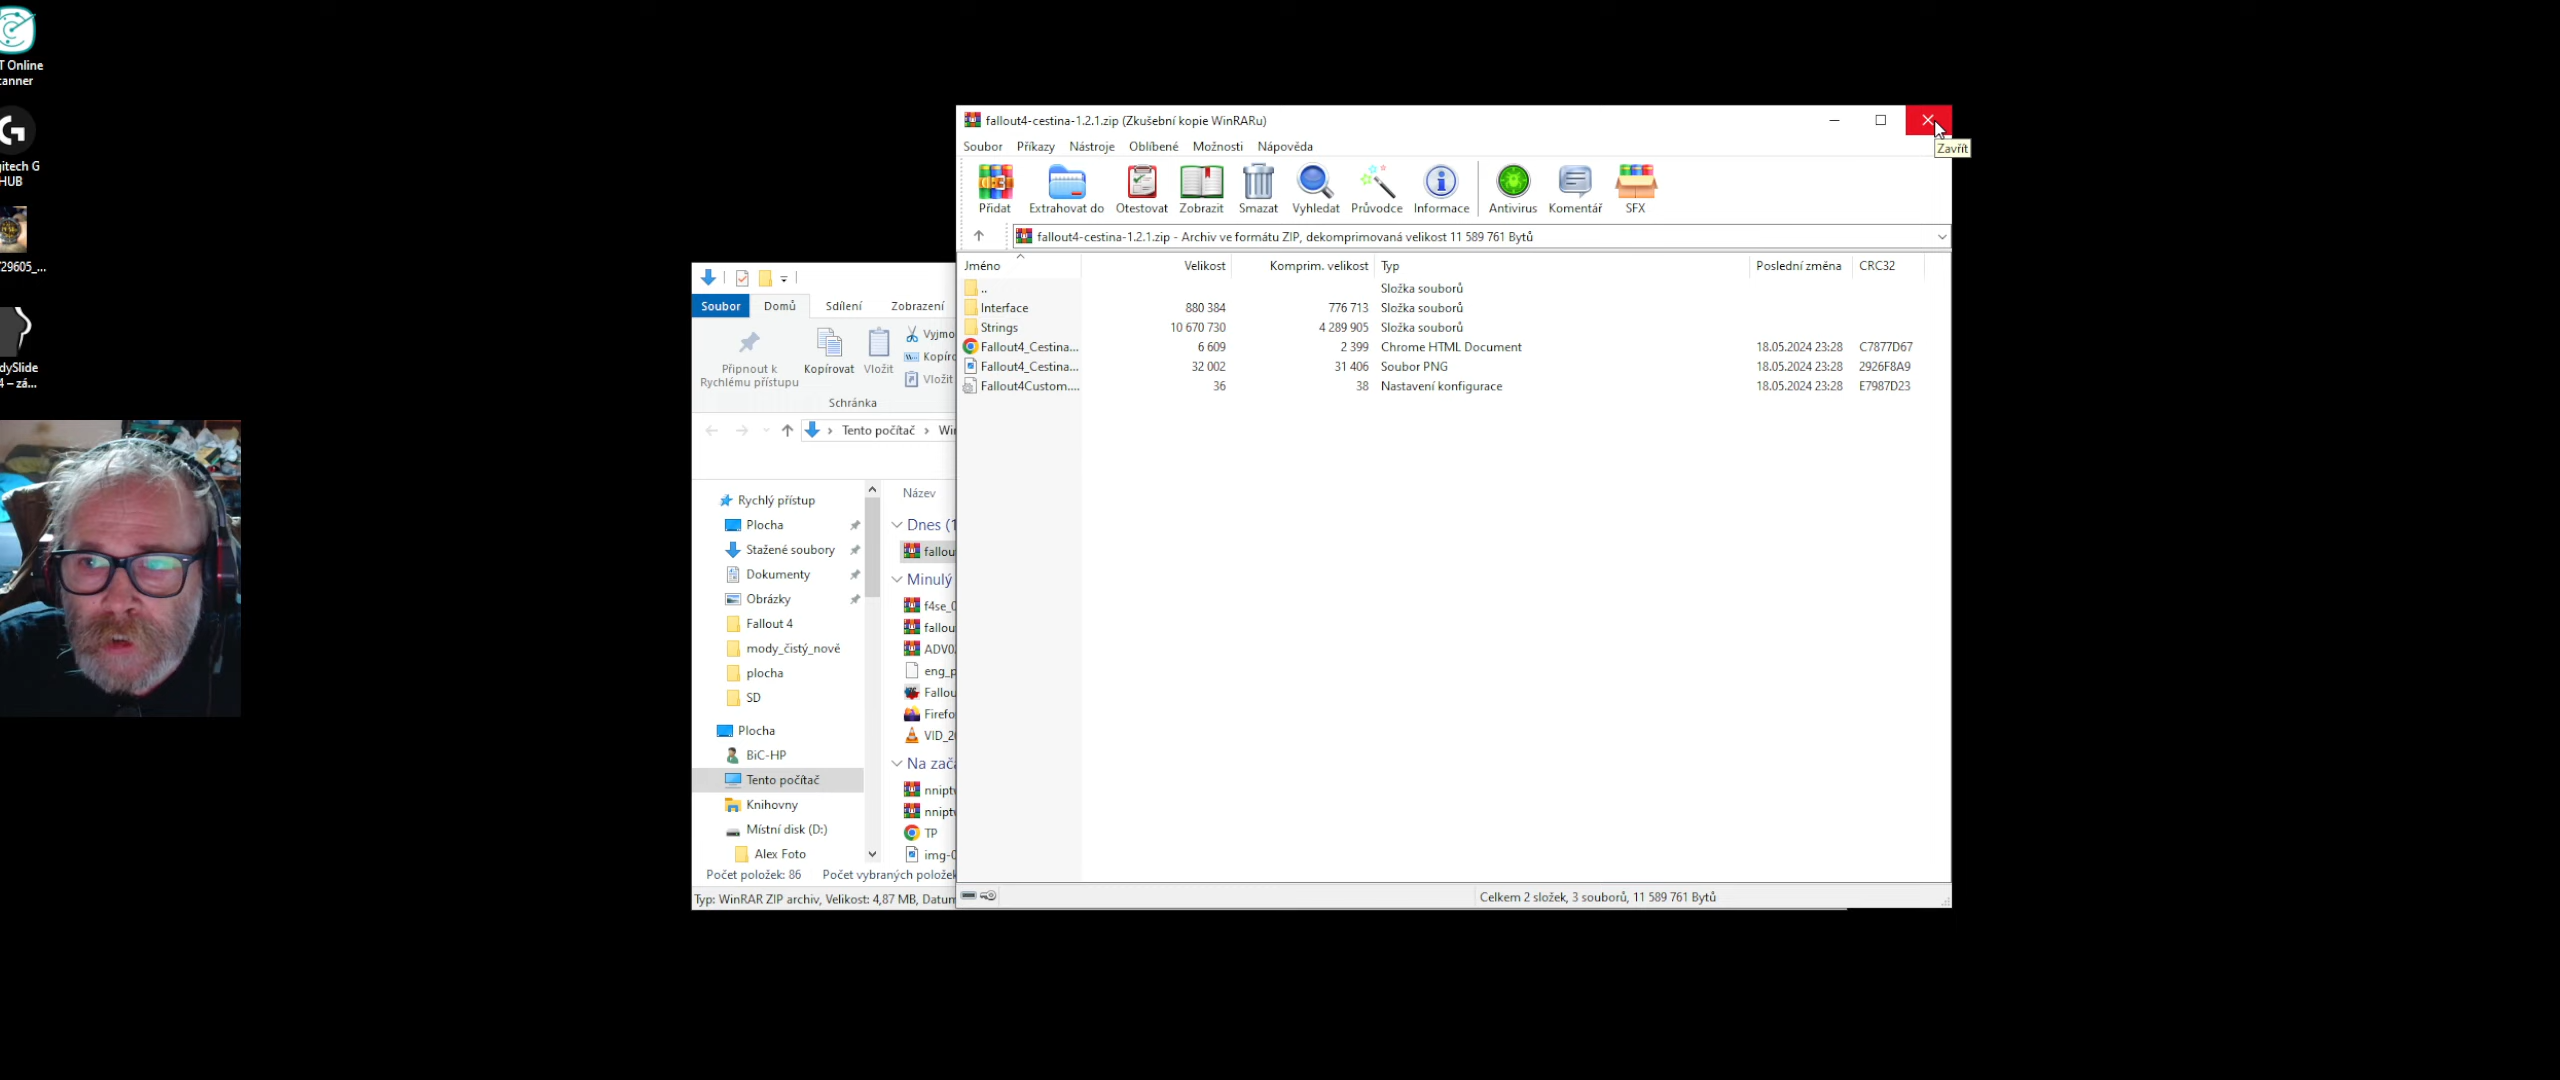 T Online
canner
gitech G
HUB
729605_...
dySlide
4 – zá...
fallout4-cestina-1.2.1.zip (Zkušební kopie WinRARu)
Zavřít
Soubor Příkazy Nástroje Oblíbené Možnosti Nápověda
Přidat Extrahovat do Otestovat Zobrazit Smazat Vyhledat Průvodce Informace Antivirus Komentář SFX
fallout4-cestina-1.2.1.zip - Archiv ve formátu ZIP, dekomprimovaná velikost 11 589 761 Bytů
Jméno Velikost Komprim. velikost Typ Poslední změna CRC32
.. Složka souborů
Interface 880 384 776 713 Složka souborů
Strings 10 670 730 4 289 905 Složka souborů
Fallout4_Cestina... 6 609 2 399 Chrome HTML Document 18.05.2024 23:28 C7877D67
Fallout4_Cestina... 32 002 31 406 Soubor PNG 18.05.2024 23:28 2926F8A9
Fallout4Custom.... 36 38 Nastavení konfigurace 18.05.2024 23:28 E7987D23
Celkem 2 složek, 3 souborů, 11 589 761 Bytů
Soubor Domů Sdílení Zobrazení
Připnout k
Rychlému přístupu
Kopírovat
Vložit
Vyjmo
Kopíro
Vložit
Schránka
Tento počítač Wi
Rychlý přístup
Plocha
Stažené soubory
Dokumenty
Obrázky
Fallout 4
mody_čistý_nově
plocha
SD
Plocha
BiC-HP
Tento počítač
Knihovny
Místní disk (D:)
Alex Foto
Název
Dnes (1
fallou
Minulý
f4se_0
fallou
ADV0.
eng_p
Fallou
Firefo
VID_2
Na zača
nnipt
nnipt
TP
img-0
Počet položek: 86 Počet vybraných položek
Typ: WinRAR ZIP archiv, Velikost: 4,87 MB, Datum